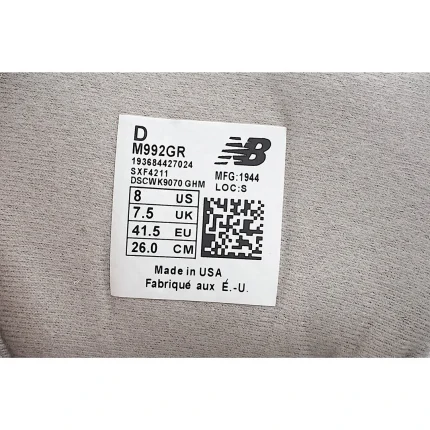 D
M992GR
193684427024
SXF4211
DSCWK9070 GHM
NB
MFG:1944
LOC:S
8 US
7.5 UK
41.5 EU
26.0 CM
Made in USA
Fabriqué aux É.-U.